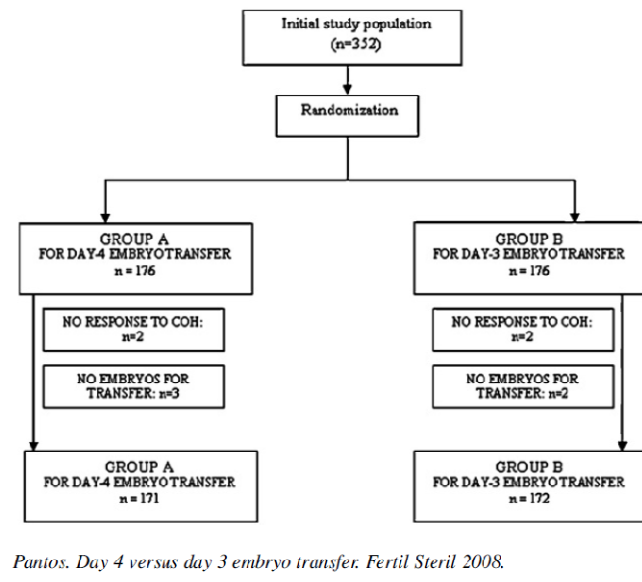 Initial study population
(n=352)
Randomization
GROUP A
FOR DAY-4 EMBRYO TRANSFER
n = 176
GROUP B
FOR DAY-3 EMBRYO TRANSFER
n = 176
NO RESPONSE TO COH:
n=2
NO RESPONSE TO COH:
n=2
NO EMBRYOS FOR
TRANSFER: n=3
NO EMBRYOS FOR
TRANSFER: n=2
GROUP A
FOR DAY-4 EMBRYO TRANSFER
n = 171
GROUP B
FOR DAY-3 EMBRYO TRANSFER
n = 172
Pantos. Day 4 versus day 3 embryo transfer. Fertil Steril 2008.